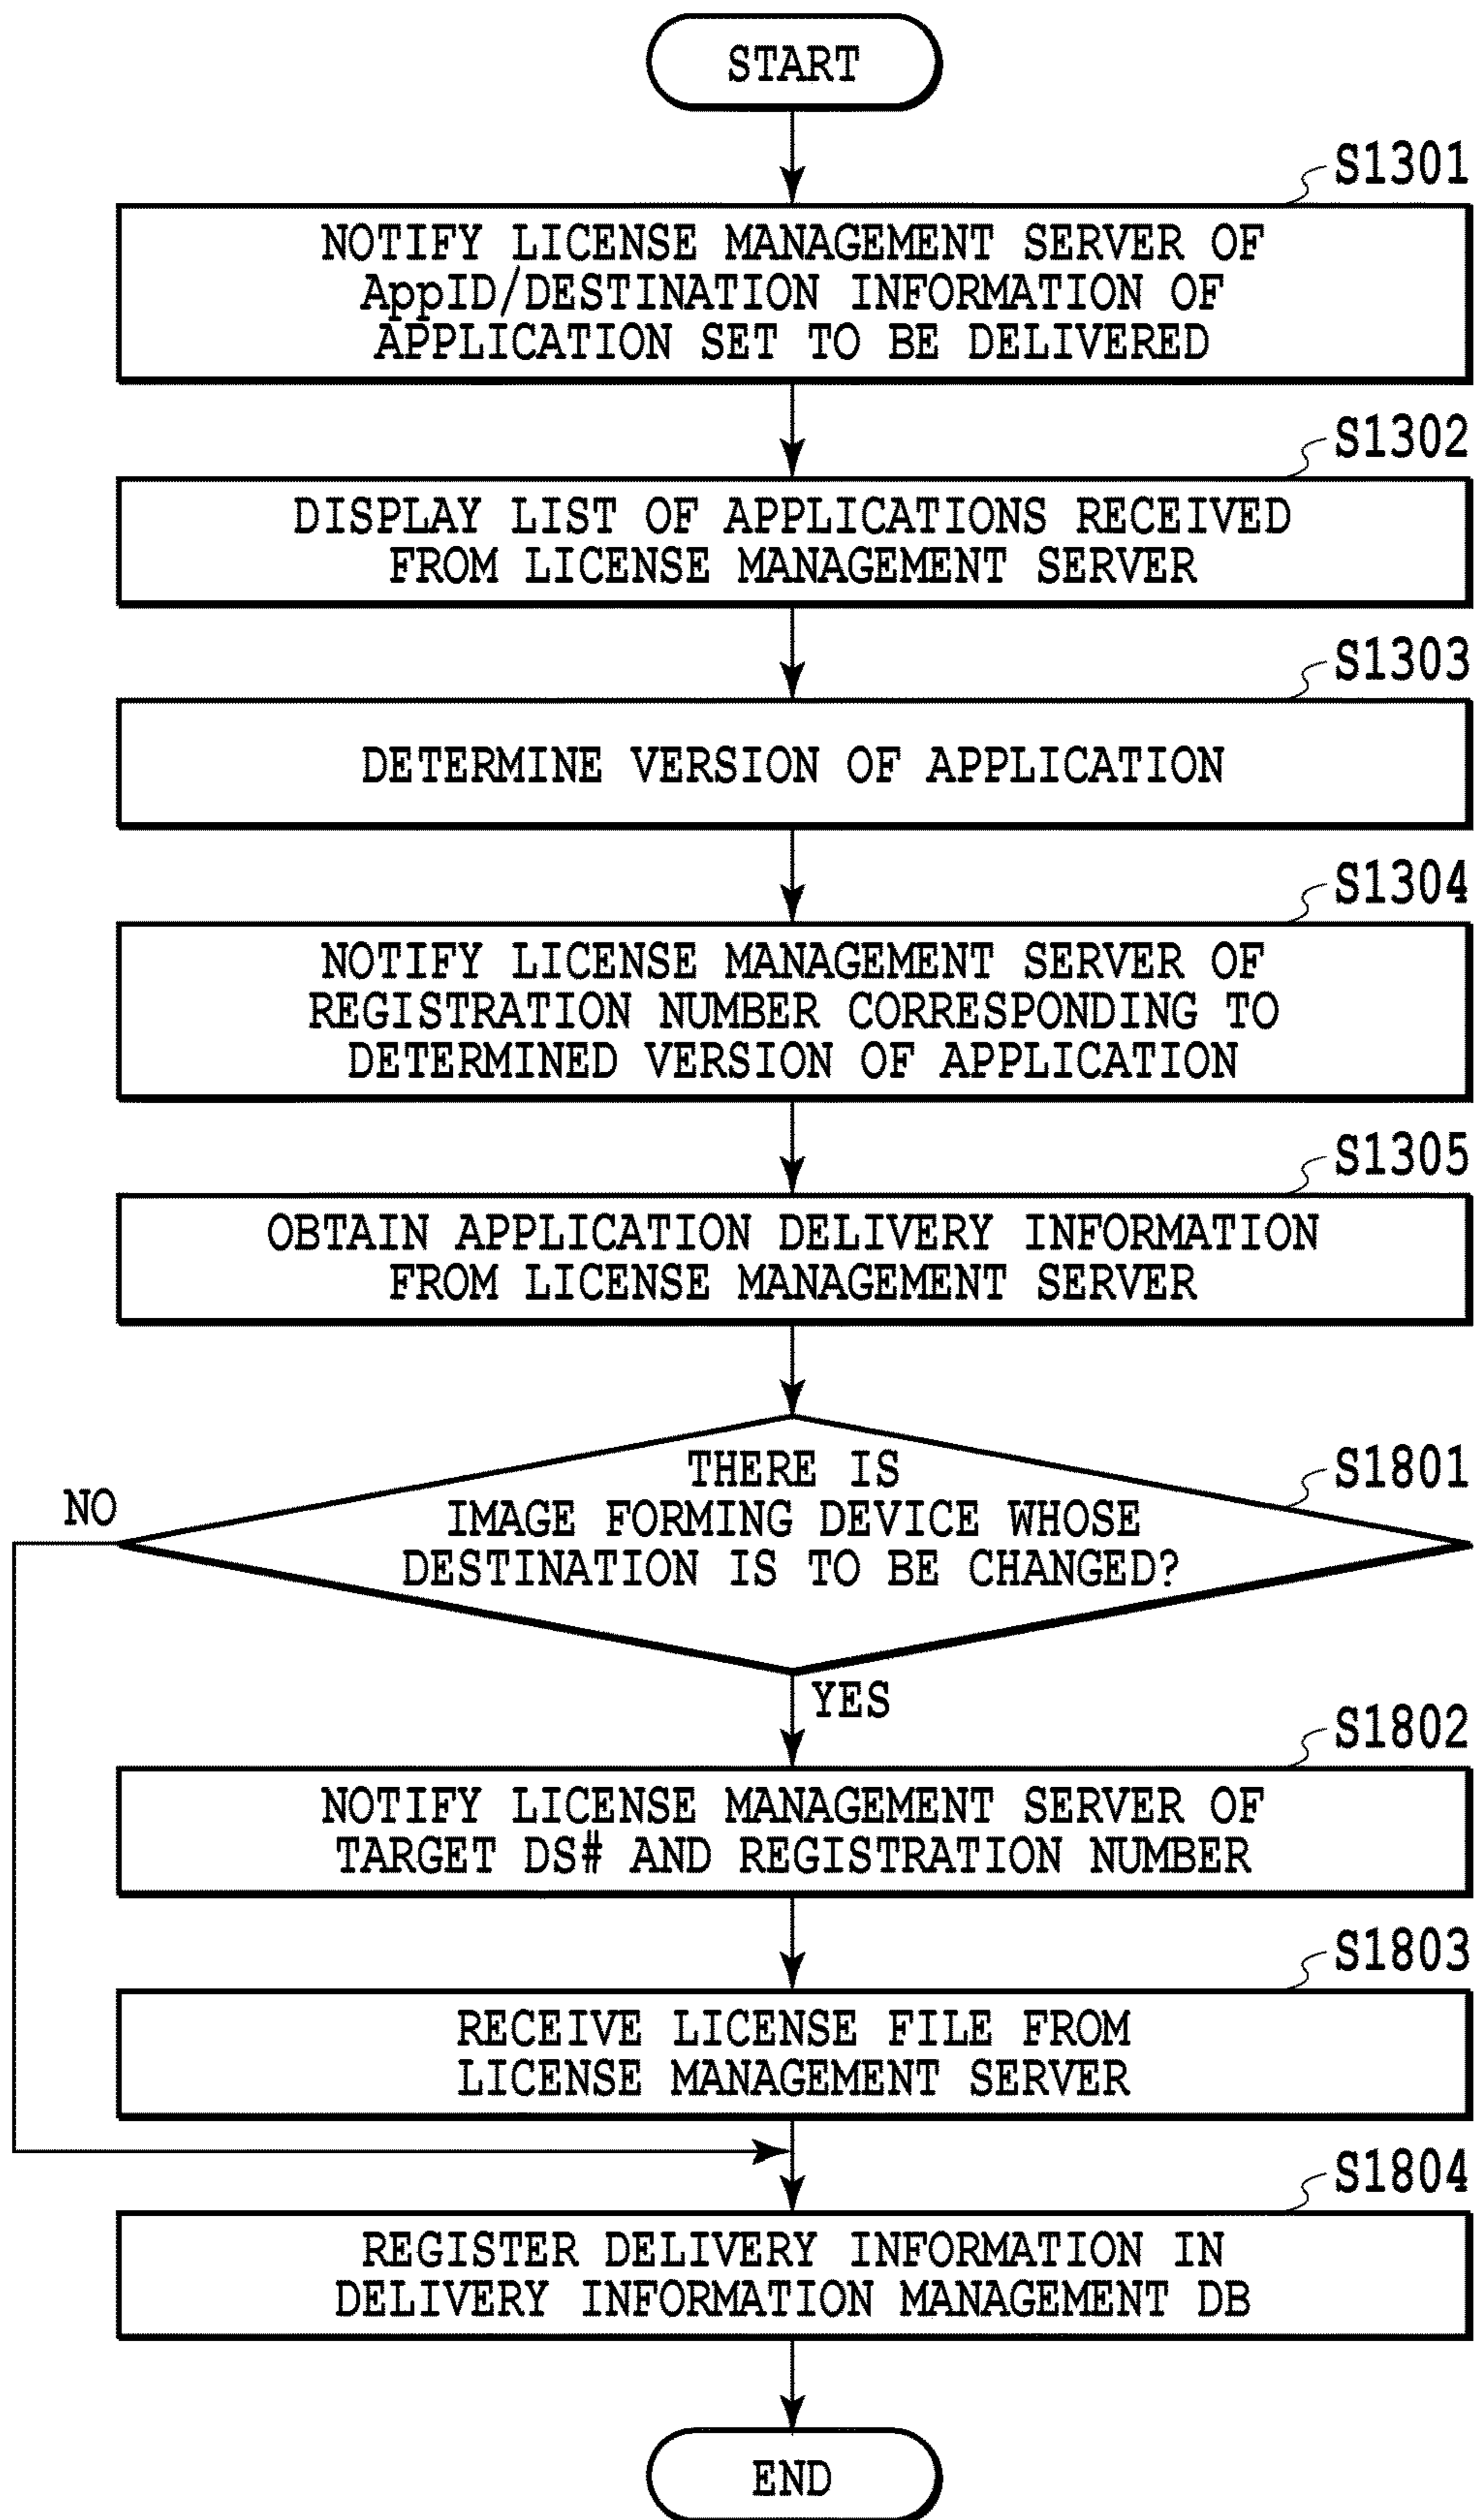 START
S1301
NOTIFY LICENSE MANAGEMENT SERVER OF
AppID/DESTINATION INFORMATION OF
APPLICATION SET TO BE DELIVERED
S1302
DISPLAY LIST OF APPLICATIONS RECEIVED
FROM LICENSE MANAGEMENT SERVER
S1303
DETERMINE VERSION OF APPLICATION
S1304
NOTIFY LICENSE MANAGEMENT SERVER OF
REGISTRATION NUMBER CORRESPONDING TO
DETERMINED VERSION OF APPLICATION
S1305
OBTAIN APPLICATION DELIVERY INFORMATION
FROM LICENSE MANAGEMENT SERVER
S1801
THERE IS
IMAGE FORMING DEVICE WHOSE
DESTINATION IS TO BE CHANGED?
NO
YES
S1802
NOTIFY LICENSE MANAGEMENT SERVER OF
TARGET DS# AND REGISTRATION NUMBER
S1803
RECEIVE LICENSE FILE FROM
LICENSE MANAGEMENT SERVER
S1804
REGISTER DELIVERY INFORMATION IN
DELIVERY INFORMATION MANAGEMENT DB
END